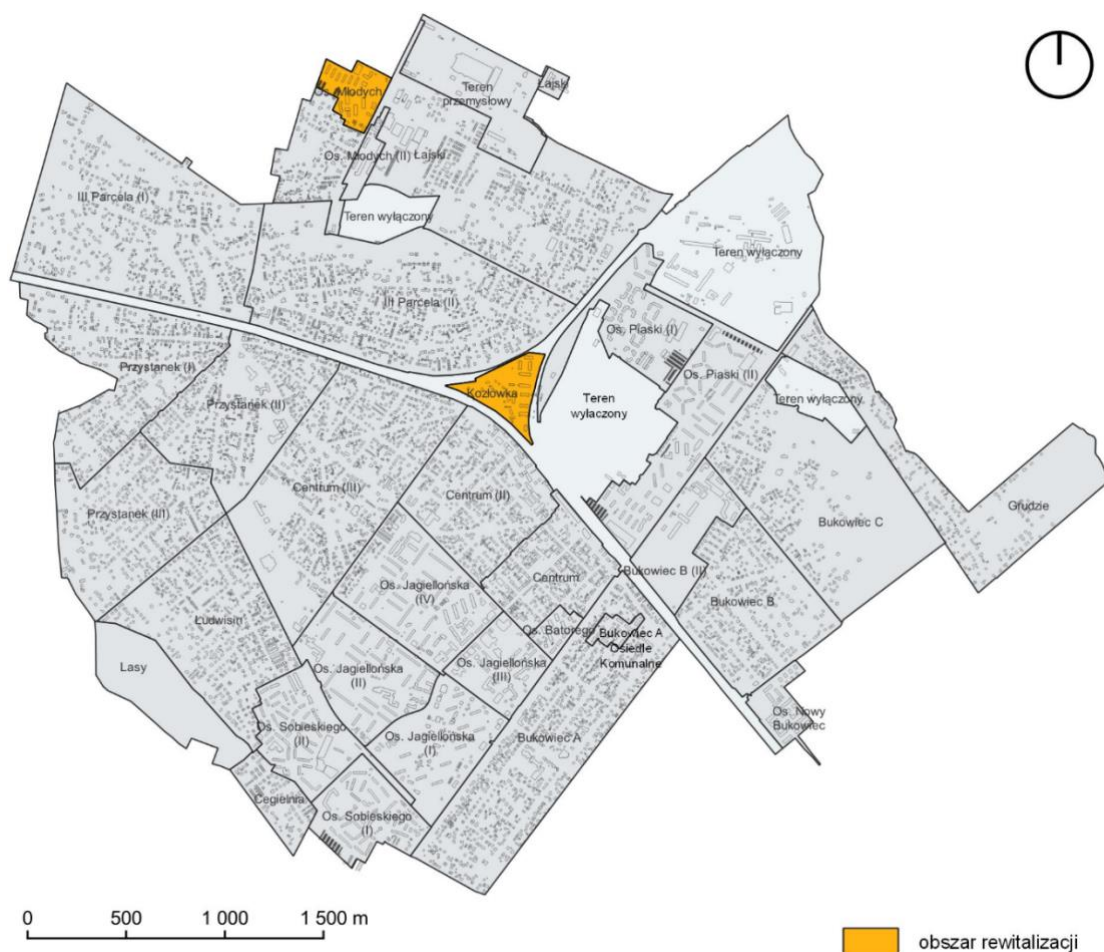 Os. Młodych
Teren
przemysłowy
Łajski
Os. Młodych (II)
Łajski
III Parcela (I)
Teren wyłączony
Teren wyłączony
III Parcela (II)
Os. Piaski (I)
Przystanek (I)
Os. Piaski (II)
Kozłówka
Teren
wyłaczony
Teren wyłączony
Przystanek (II)
Centrum (III)
Centrum (II)
Przystanek (III)
Bukowiec C
Grudzie
Os. Jagiellońska
(IV)
Centrum
Bukowiec B (II)
Bukowiec B
Ludwisin
Os. Batorego
Bukowiec A
Osiedle
Komunalne
Lasy
Os. Jagiellońska
(II)
Os. Jagiellońska
(III)
Os. Nowy
Bukowiec
Os. Sobieskiego
(II)
Os. Jagiellońska
(I)
Bukowiec A
Cegielnia
Os. Sobieskiego
(I)
0 500 1 000 1 500 m
obszar rewitalizacji